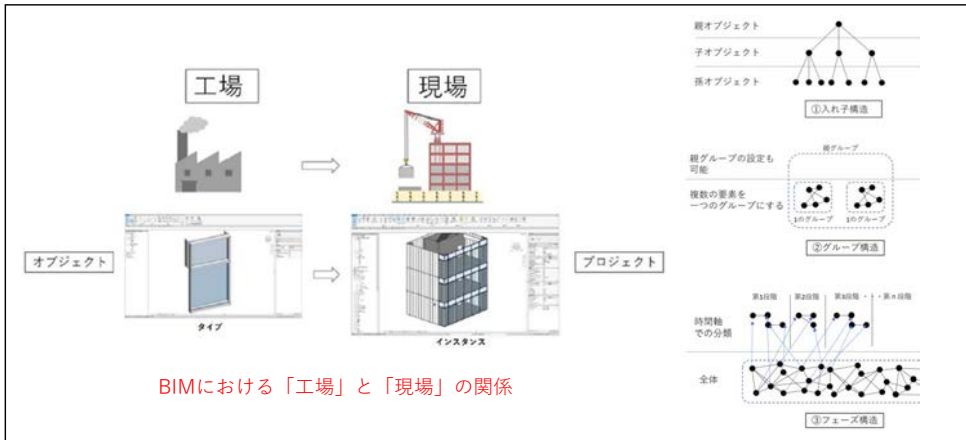 工場
現場
オブジェクト
プロジェクト
タイプ
インスタンス
BIMにおける「工場」と「現場」の関係
親オブジェクト
子オブジェクト
孫オブジェクト
①入れ子構造
親グループ
親グループの設定も
可能
複数の要素を
一つのグループにする
1のグループ
1のグループ
②グループ構造
第1段階
第2段階
第3段階
・・・第n段階
時間軸
での分類
全体
③フェーズ構造